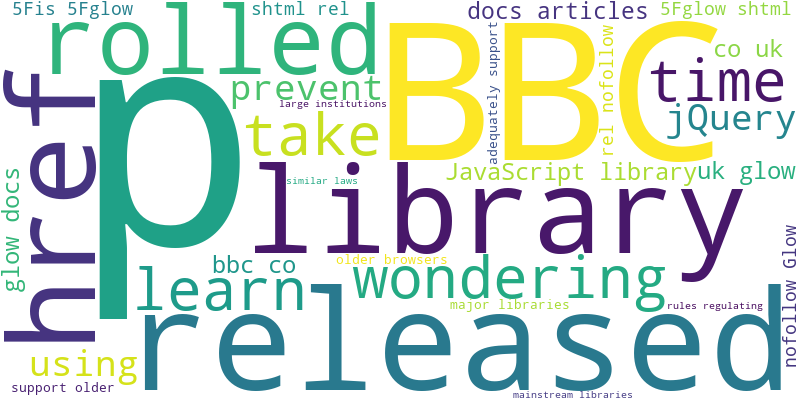 5Fis 5Fglow
shtml rel
docs articles
5Fglow shtml
rolled
BBC
co uk
href
p
prevent
large institutions
adequately support
rel nofollow
time
take
jQuery
library
JavaScript library
uk glow
similar laws
glow docs
bbc co
older browsers
wondering
learn
released
major libraries
rules regulating
nofollow Glow
using
support older
mainstream libraries